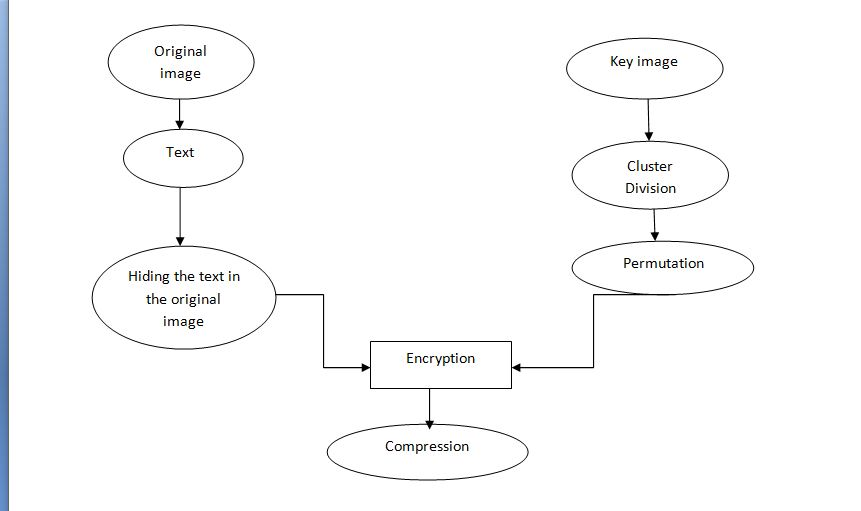 Original
image
Text
Hiding the text in
the original
image
Key image
Cluster
Division
Permutation
Encryption
Compression